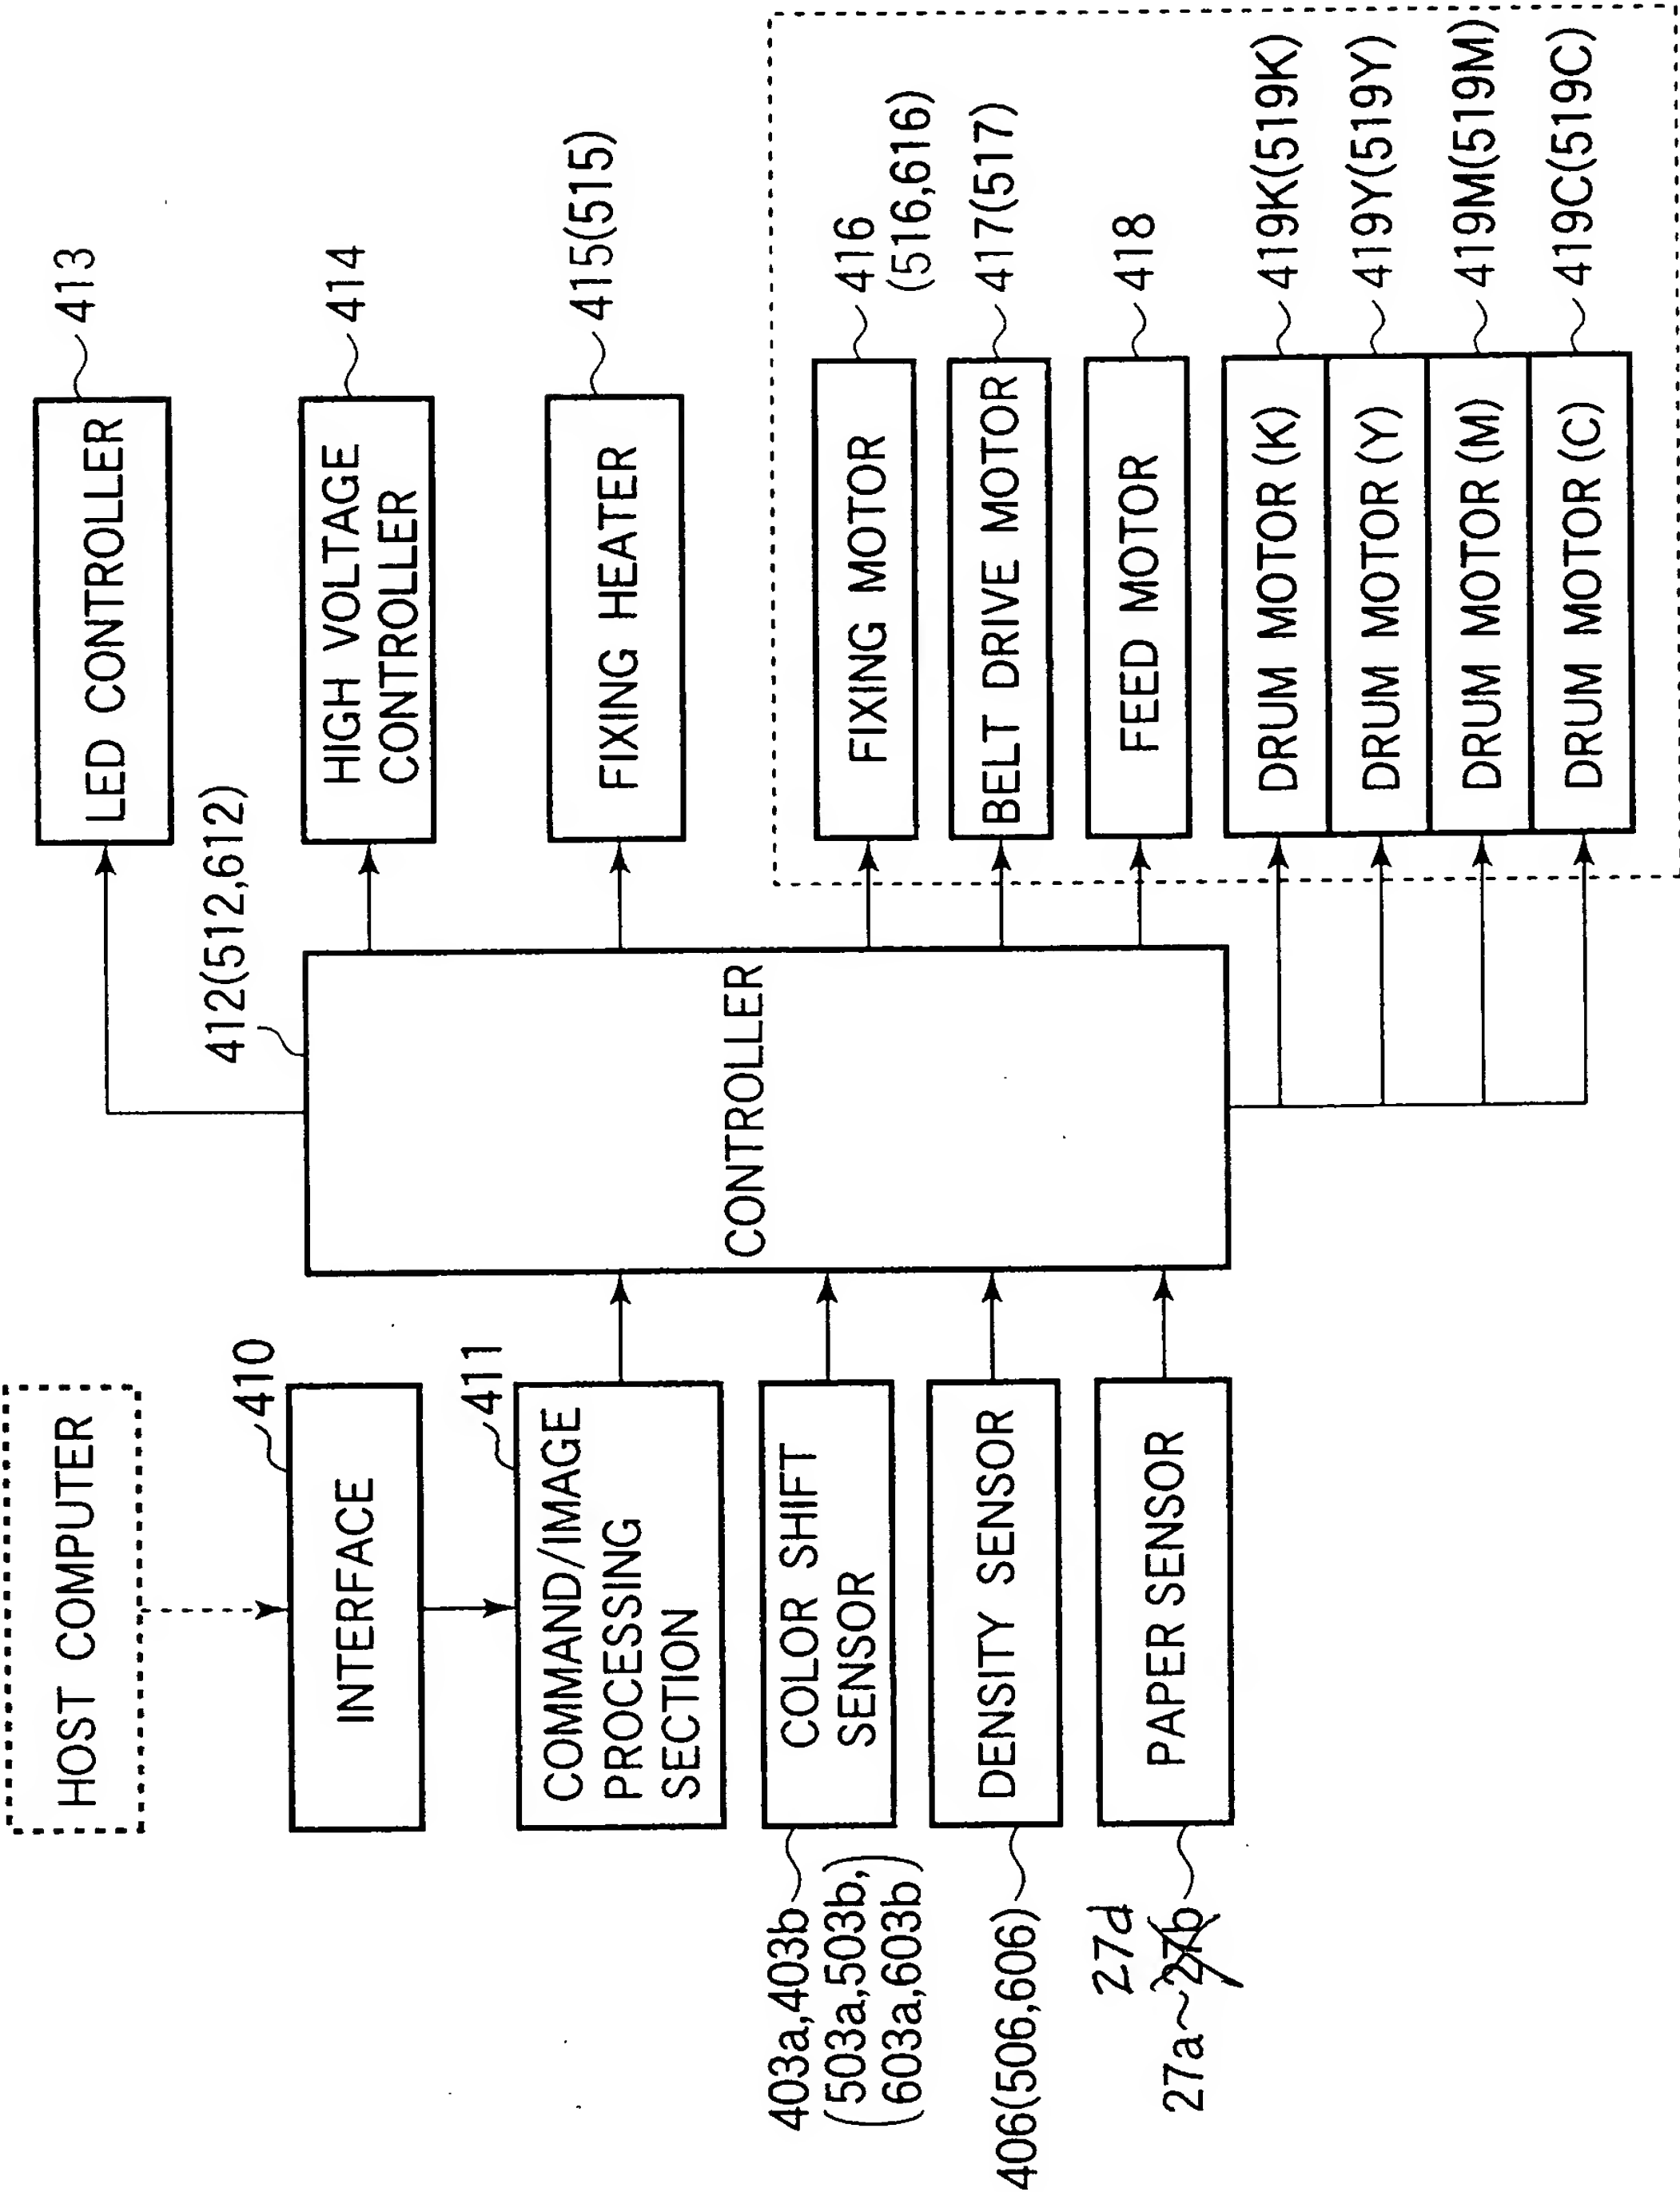 HOST COMPUTER
410
INTERFACE
411
COMMAND/IMAGE
PROCESSING
SECTION
403a,403b
(503a,503b,
603a,603b)
COLOR SHIFT
SENSOR
406(506,606)
DENSITY SENSOR
27d
27a~27b
PAPER SENSOR
412(512,612)
CONTROLLER
LED CONTROLLER
413
HIGH VOLTAGE
CONTROLLER
414
FIXING HEATER
415(515)
FIXING MOTOR
416
(516,616)
BELT DRIVE MOTOR
417(517)
FEED MOTOR
418
DRUM MOTOR (K)
419K(519K)
DRUM MOTOR (Y)
419Y(519Y)
DRUM MOTOR (M)
419M(519M)
DRUM MOTOR (C)
419C(519C)